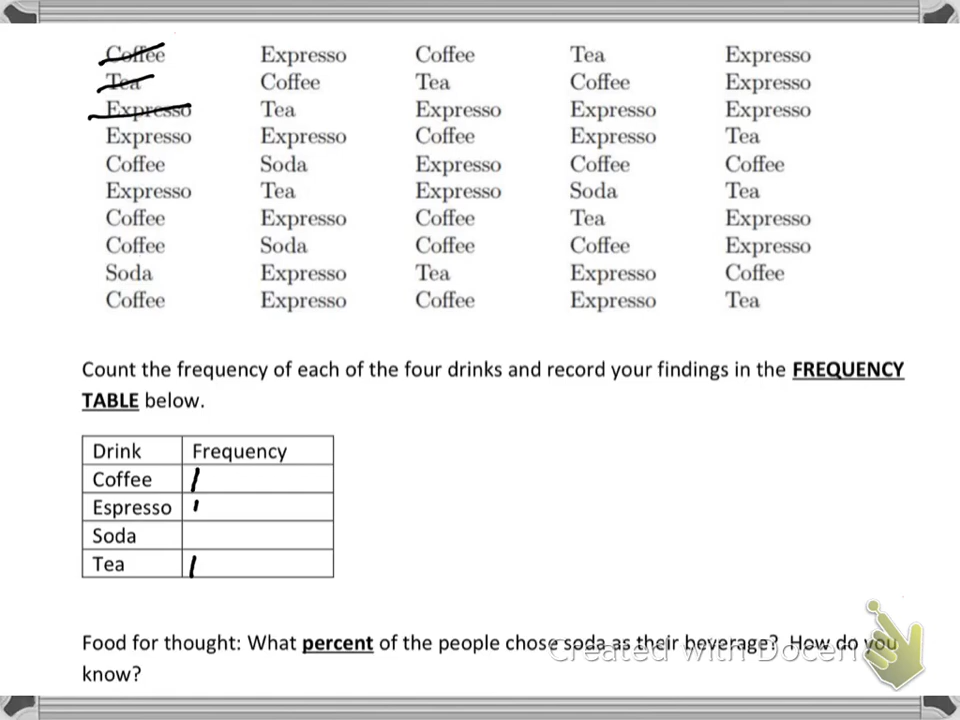 Coffee Expresso Coffee Tea Expresso
Tea Coffee Tea Coffee Expresso
Expresso Tea Expresso Expresso Expresso
Expresso Expresso Coffee Expresso Tea
Coffee Soda Expresso Coffee Coffee
Expresso Tea Expresso Soda Tea
Coffee Expresso Coffee Tea Expresso
Coffee Soda Coffee Coffee Expresso
Soda Expresso Tea Expresso Coffee
Coffee Expresso Coffee Expresso Tea
Count the frequency of each of the four drinks and record your findings in the FREQUENCY
TABLE below.
Drink Frequency
Coffee /
Espresso '
Soda
Tea /
Food for thought: What percent of the people chose soda as their beverage? How do you
know?
Created with Docen